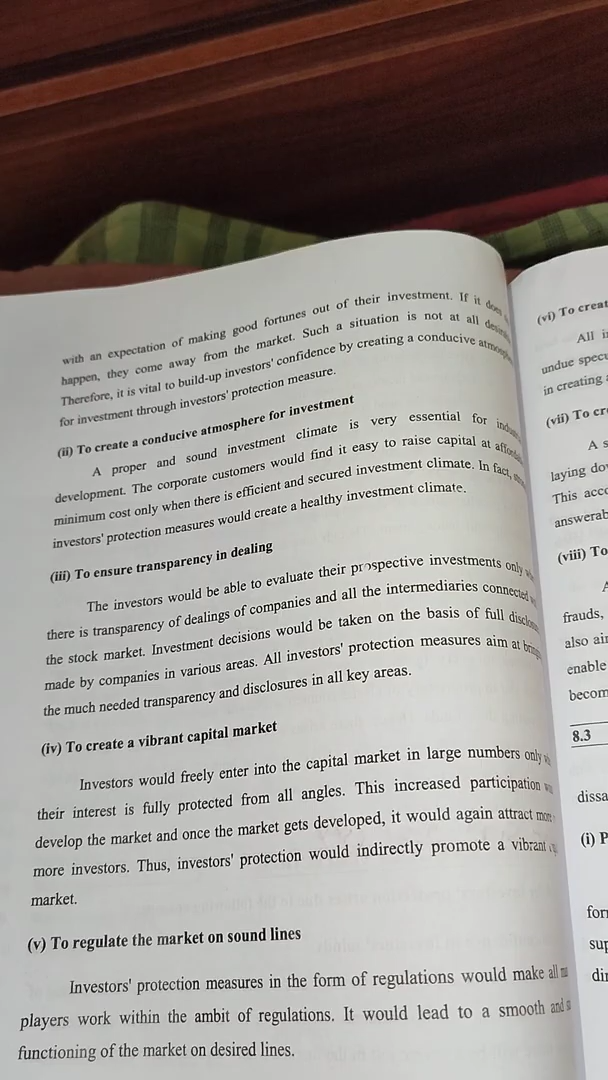 with an expectation of making good fortunes out of their investment. If it does
happen, they come away from the market. Such a situation is not at all
Therefore, it is vital to build-up investors' confidence by creating a conducive
for investment through investors' protection measure.
(ii) To create a conducive atmosphere for investment
A proper and sound investment climate is very essential for
development. The corporate customers would find it easy to raise capital at
minimum cost only when there is efficient and secured investment climate. In fact,
investors' protection measures would create a healthy investment climate.
(iii) To ensure transparency in dealing
The investors would be able to evaluate their prospective investments only
there is transparency of dealings of companies and all the intermediaries connected
the stock market. Investment decisions would be taken on the basis of full
made by companies in various areas. All investors' protection measures aim at
the much needed transparency and disclosures in all key areas.
(iv) To create a vibrant capital market
Investors would freely enter into the capital market in large numbers only
their interest is fully protected from all angles. This increased participation
develop the market and once the market gets developed, it would again attract more
more investors. Thus, investors' protection would indirectly promote a vibrant
market.
(v) To regulate the market on sound lines
Investors' protection measures in the form of regulations would make all
players work within the ambit of regulations. It would lead to a smooth and
functioning of the market on desired lines.
(vi) To creat
All
undue
in creating
(vii) To
A
laying
This
(viii) To
frauds,
also
enable
8.3
(i)